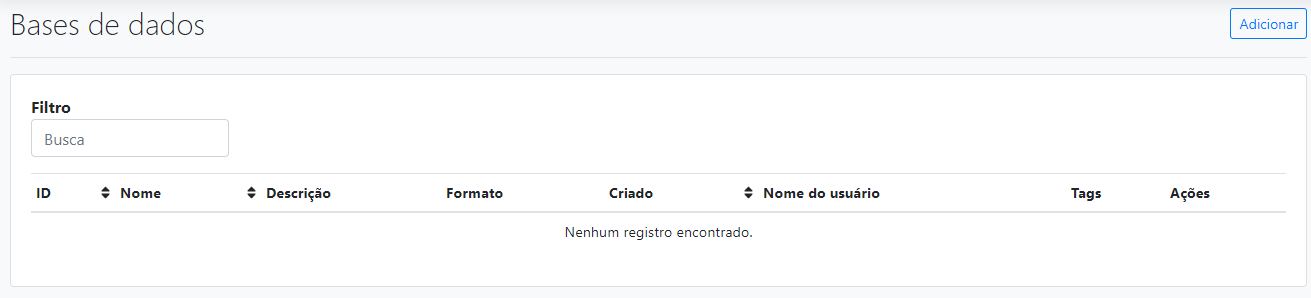 Bases de dados
Adicionar
Filtro
Busca
ID Nome Descrição Formato Criado Nome do usuário Tags Ações
Nenhum registro encontrado.